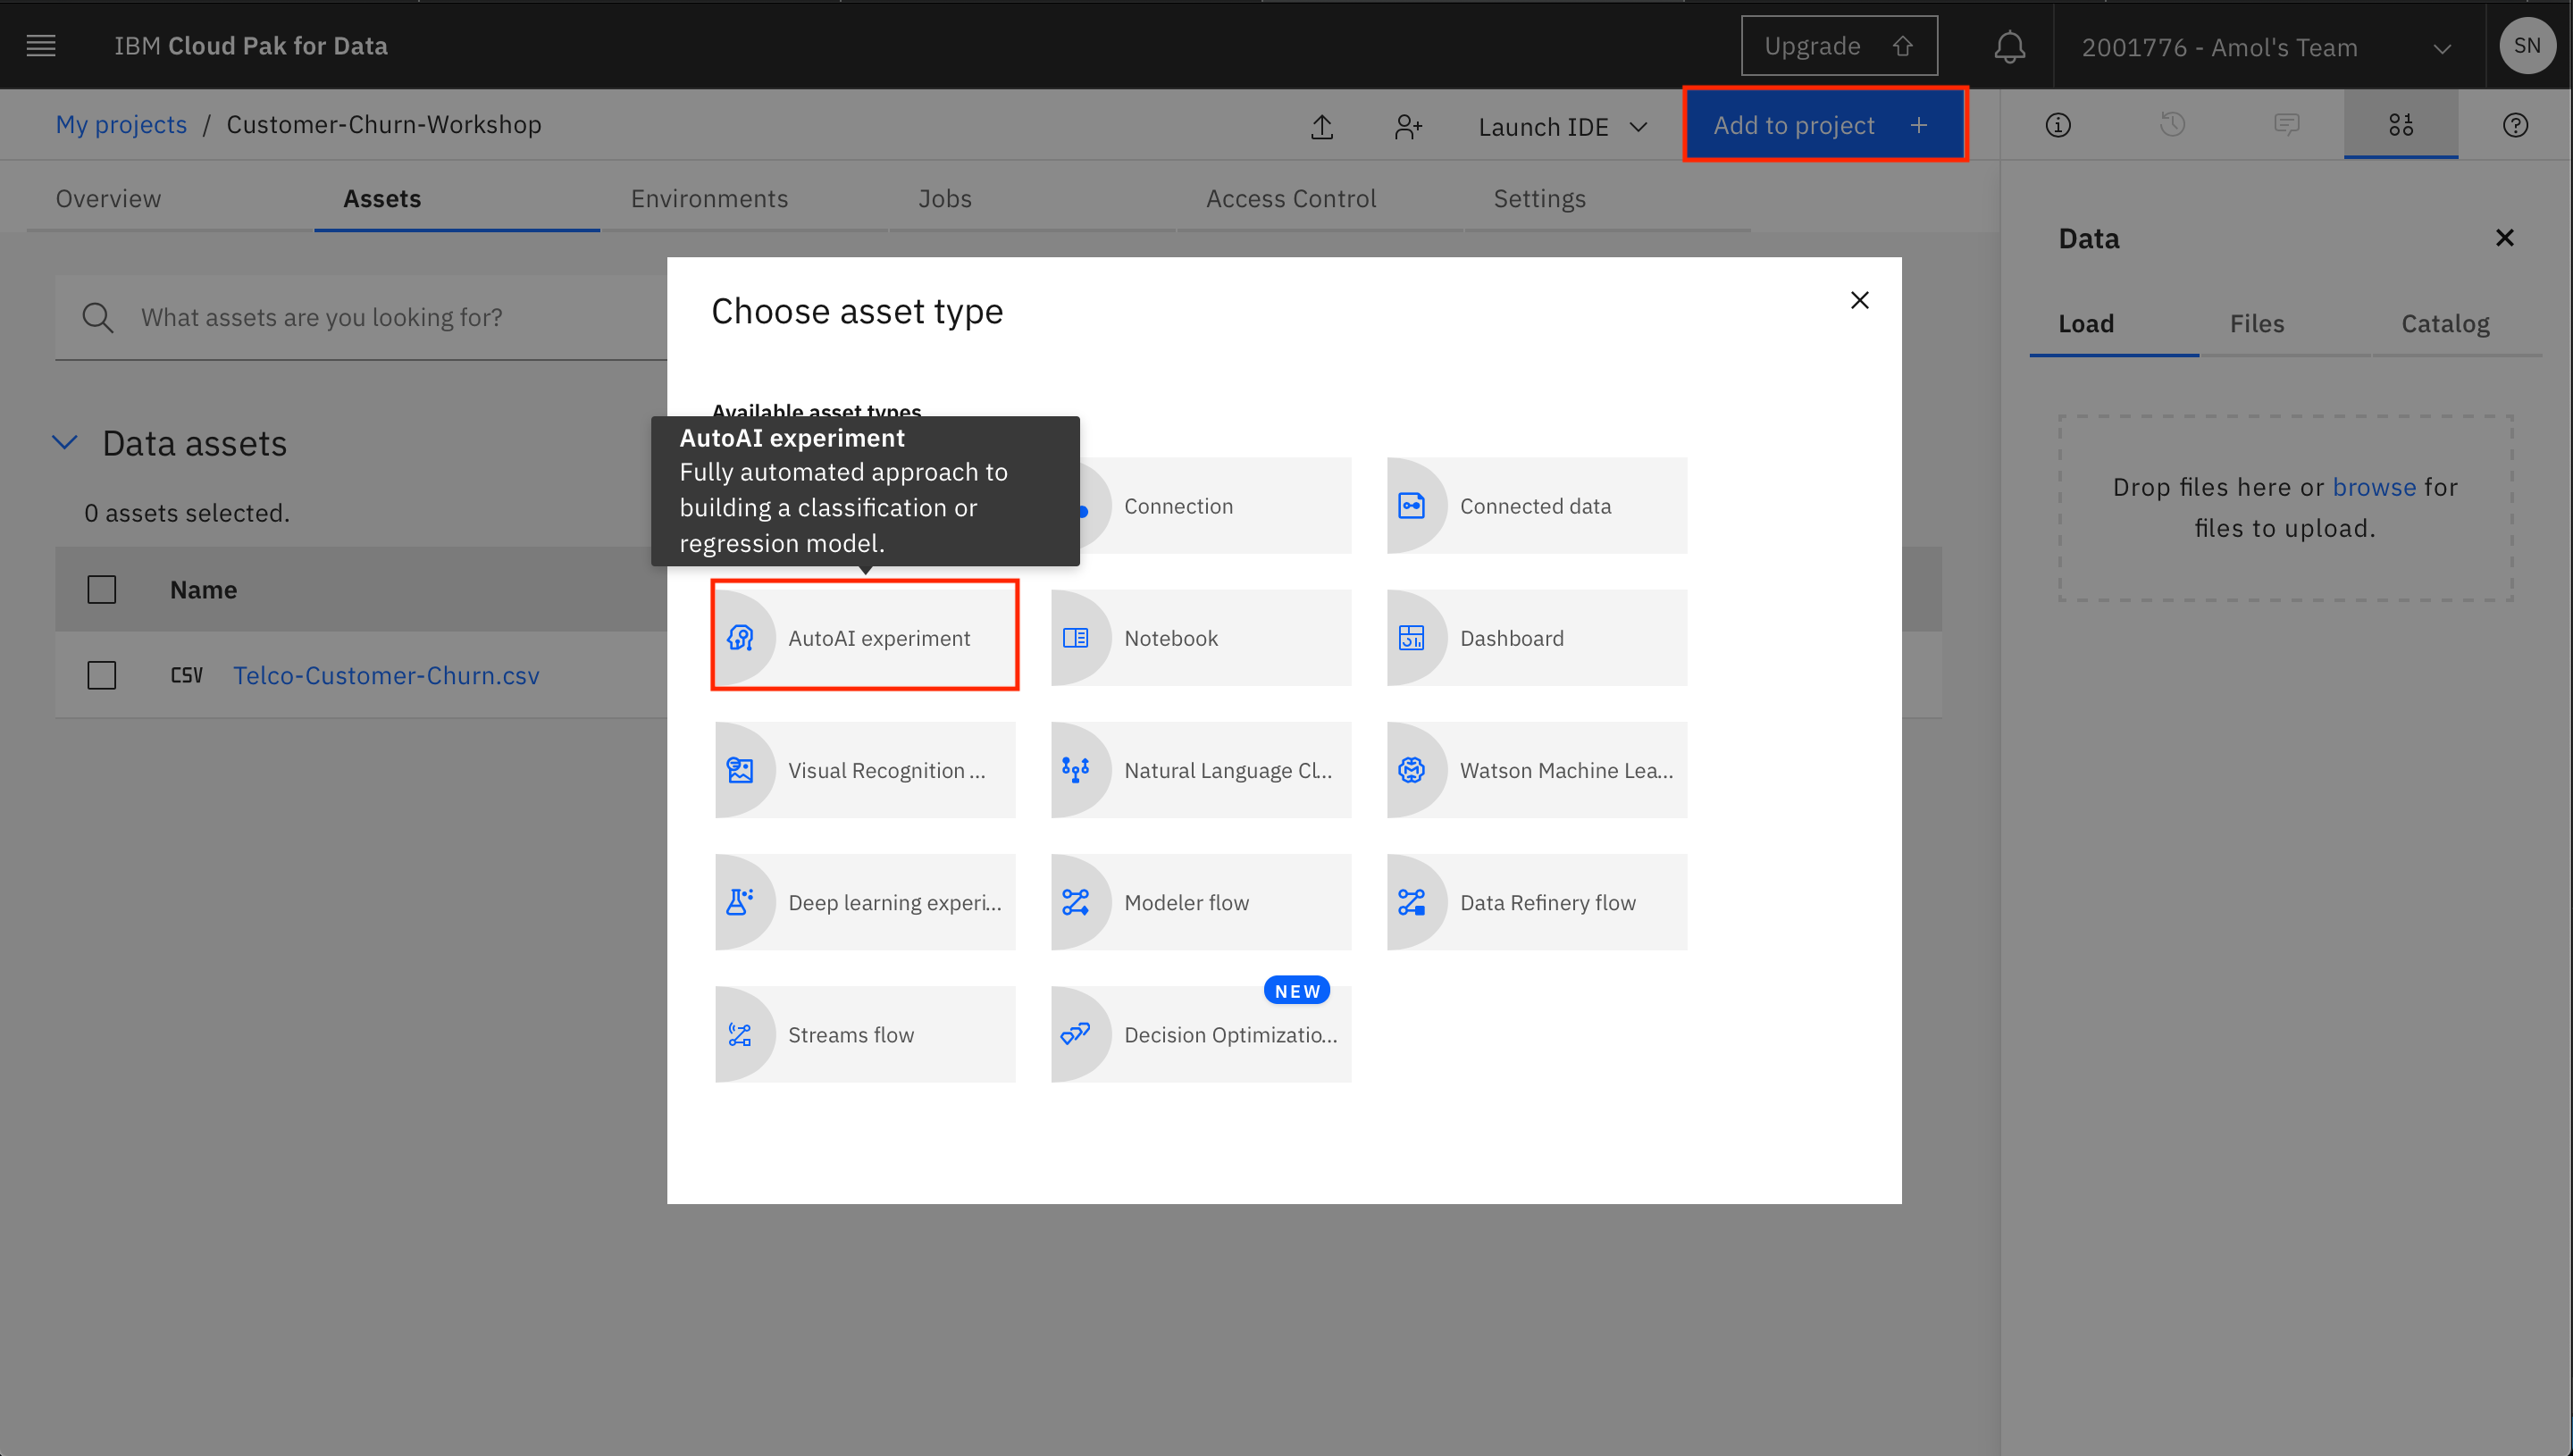 IBM Cloud Pak for Data
Upgrade
2001776 - Amol's Team
SN
My projects / Customer-Churn-Workshop
Launch IDE
Add to project +
Overview
Assets
Environments
Jobs
Access Control
Settings
What assets are you looking for?
Data assets
0 assets selected.
Name
CSV Telco-Customer-Churn.csv
Choose asset type
Available asset types
AutoAI experiment
Fully automated approach to
building a classification or
regression model.
Connection
Connected data
AutoAI experiment
Notebook
Dashboard
Visual Recognition ...
Natural Language Cl...
Watson Machine Lea...
Deep learning experi...
Modeler flow
Data Refinery flow
Streams flow
NEW
Decision Optimizatio...
Data
Load
Files
Catalog
Drop files here or browse for
files to upload.